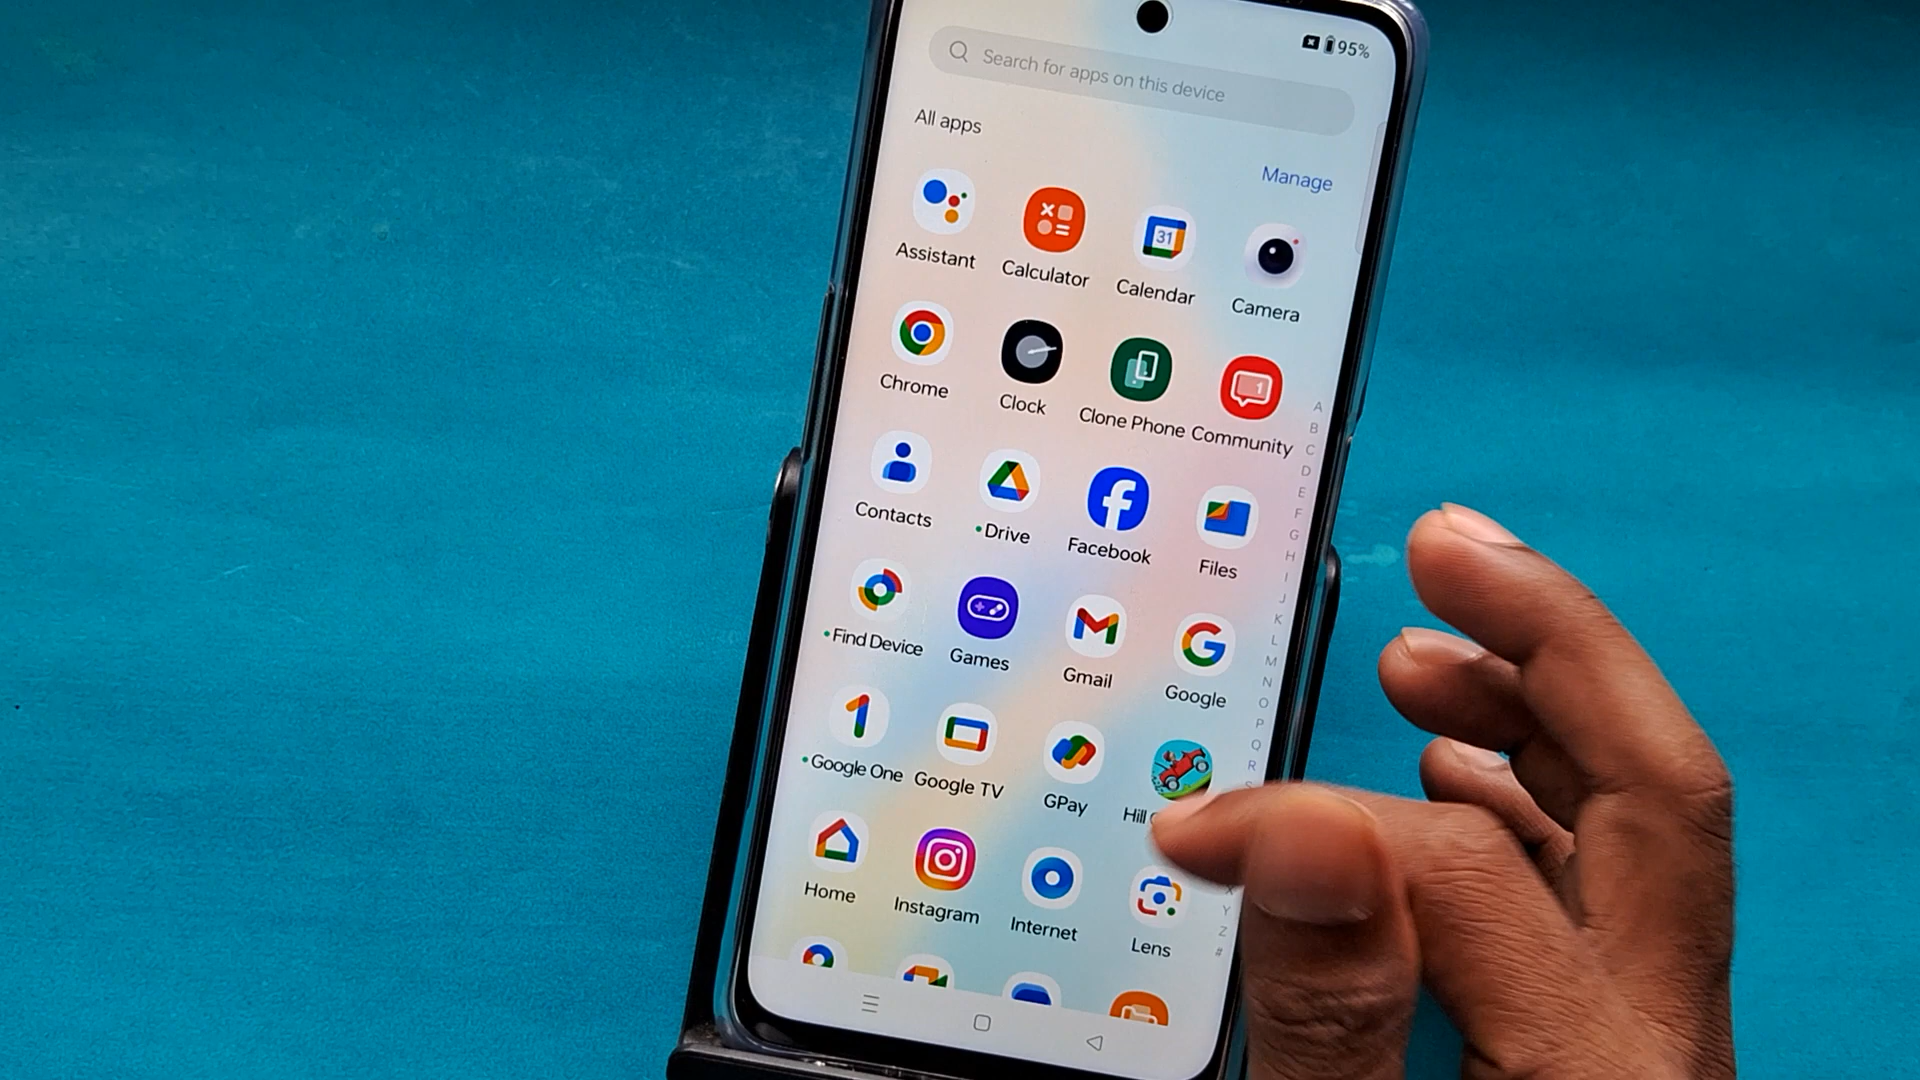 95%
Search for apps on this device
All apps
Manage
31
Assistant
Calculator
Calendar
Camera
1
Chrome
Clock
Clone Phone
Community
Contacts
Drive
Facebook
Files
Find Device
Games
Gmail
Google
Google One
Google TV
GPay
Hill
Home
Instagram
Internet
Lens
A
B
C
D
E
F
G
H
I
J
K
L
M
N
O
P
Q
R
S
X
Y
Z
#